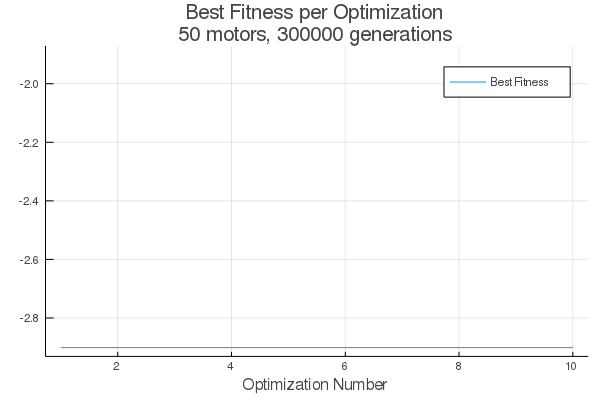 Best Fitness per Optimization
50 motors, 300000 generations
Best Fitness
-2.0
-2.2
-2.4
-2.6
-2.8
2 4 6 8 10
Optimization Number